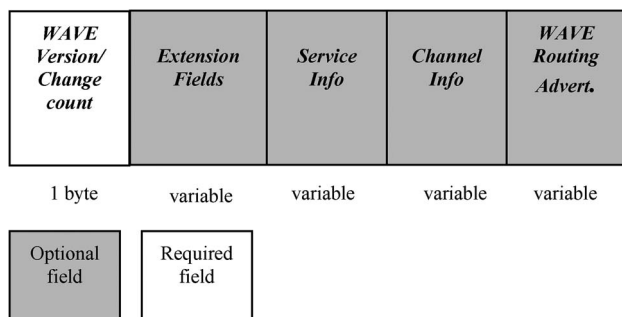 WAVE
Version/
Change
count
Extension
Fields
Service
Info
Channel
Info
WAVE
Routing
Advert.
1 byte
variable
variable
variable
variable
Optional
field
Required
field